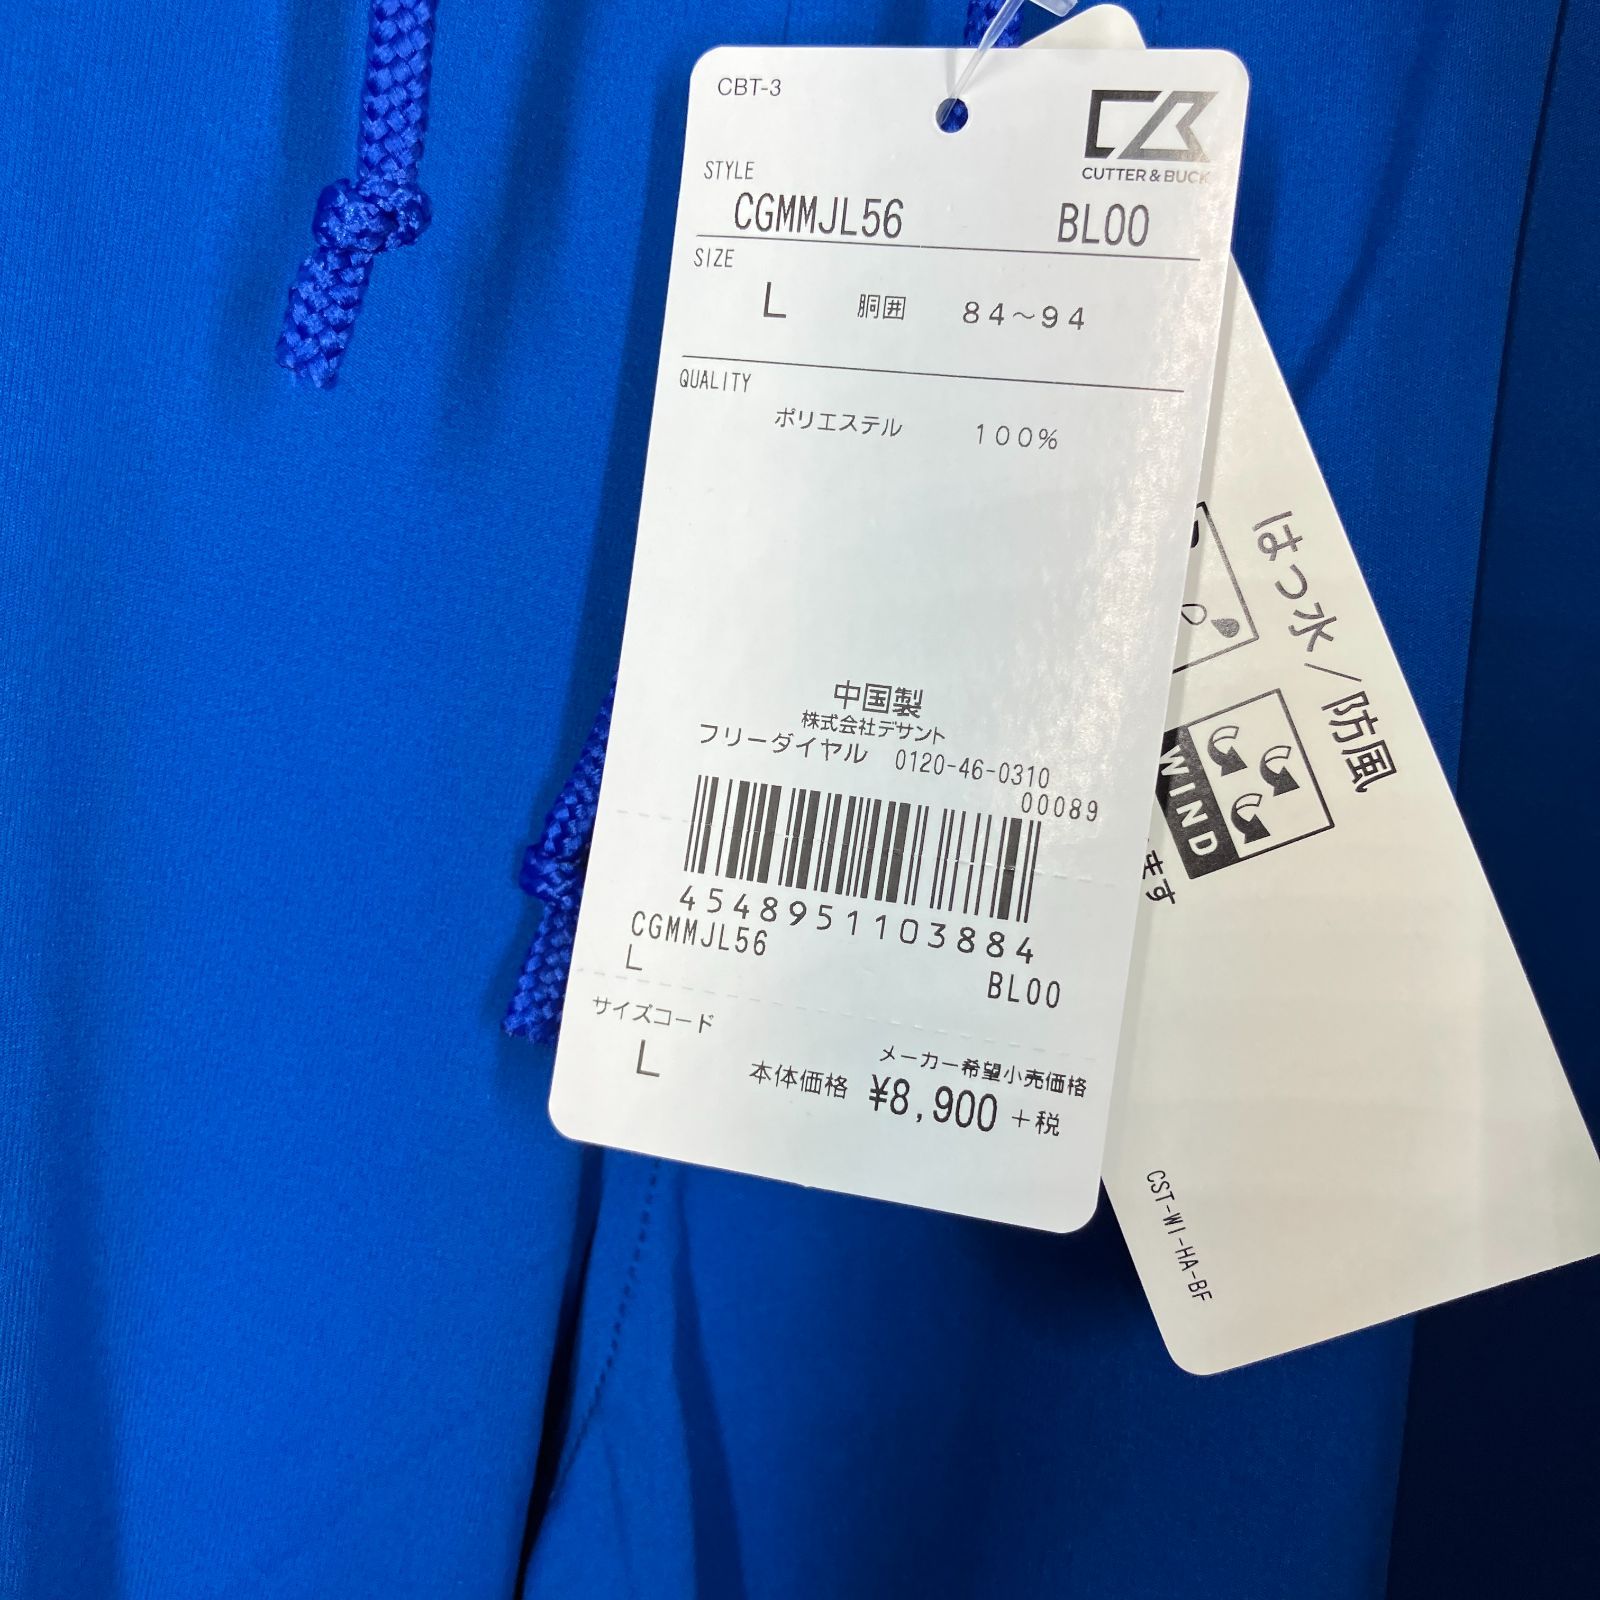 CBT-3
CUTTER & BUCK
STYLE
CGMMJL56 BL00
SIZE
L 胴囲 84～94
QUALITY
ポリエステル 100%
中国製
株式会社デサント
フリーダイヤル 0120-46-0310
00089
4548951103884
CGMMJL56
L BL00
サイズコード
L
メーカー希望小売価格
本体価格 ¥8,900 +税
はっ水/防風
WIND
ます
CST-WI-HA-BF